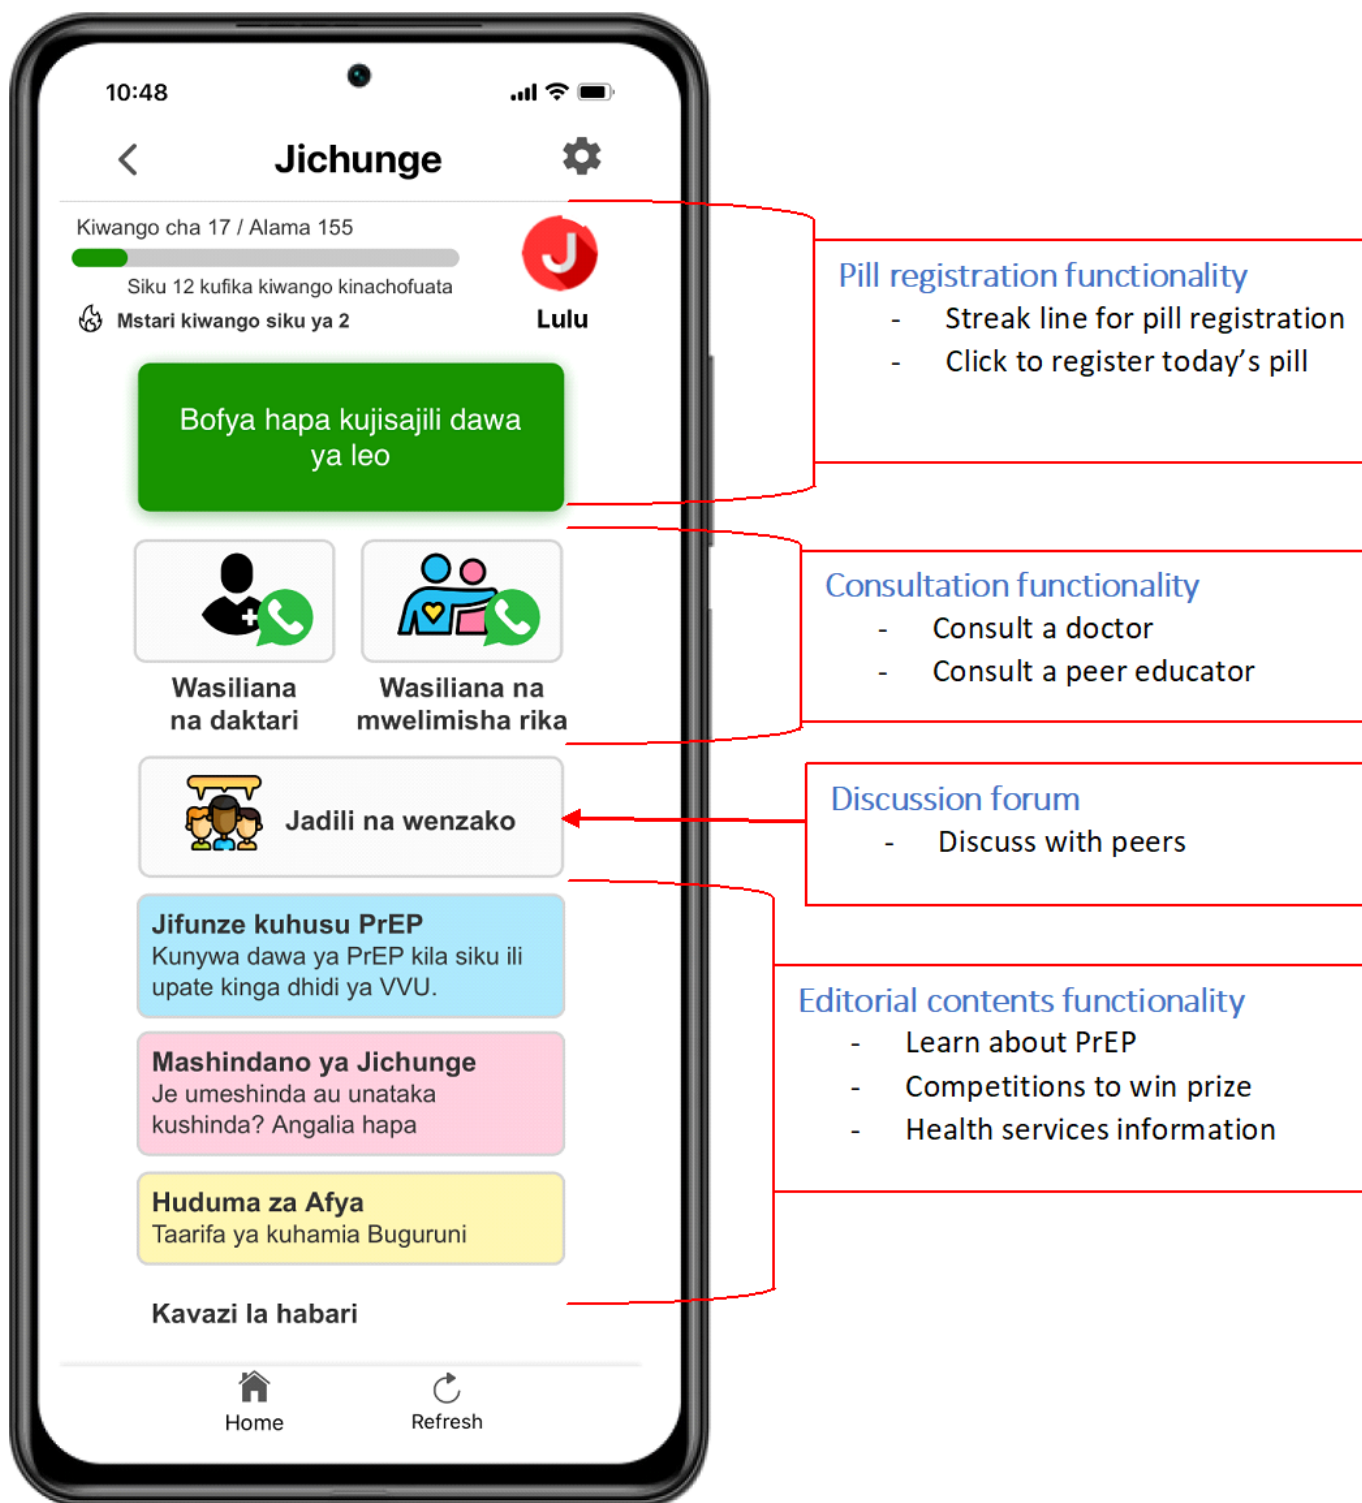 10:48
Jichunge
Kiwango cha 17 / Alama 155
Siku 12 kufika kiwango kinachofuata
Mstari kiwango siku ya 2
J
Lulu
Bofya hapa kujisajili dawa
ya leo
Wasiliana
na daktari
Wasiliana na
mwelimisha rika
Jadili na wenzako
Jifunze kuhusu PrEP
Kunywa dawa ya PrEP kila siku ili
upate kinga dhidi ya VVU.
Mashindano ya Jichunge
Je umeshinda au unataka
kushinda? Angalia hapa
Huduma za Afya
Taarifa ya kuhamia Buguruni
Kavazi la habari
Home
Refresh
Pill registration functionality
- Streak line for pill registration
- Click to register today's pill
Consultation functionality
- Consult a doctor
- Consult a peer educator
Discussion forum
- Discuss with peers
Editorial contents functionality
- Learn about PrEP
- Competitions to win prize
- Health services information